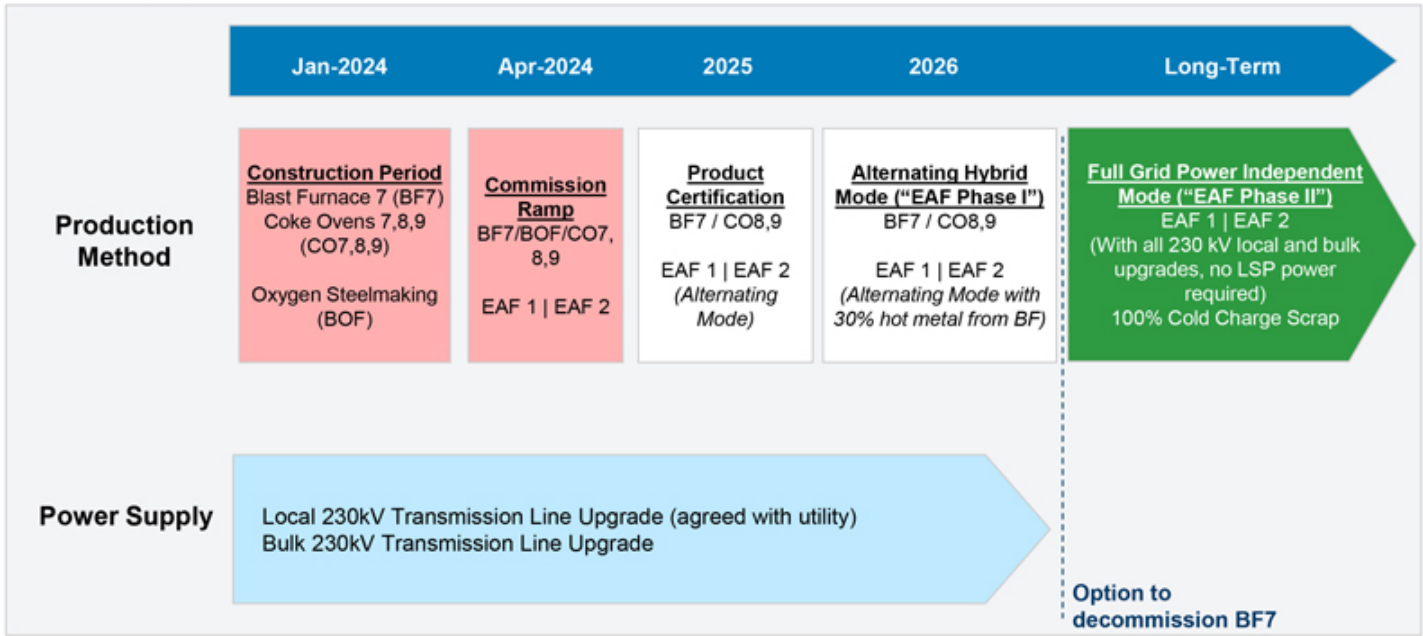 Jan-2024
Apr-2024
2025
2026
Long-Term
Production
Method
Construction Period
Blast Furnace 7 (BF7)
Coke Ovens 7,8,9
(CO7,8,9)
Oxygen Steelmaking
(BOF)
Commission
Ramp
BF7/BOF/CO7,
8,9
EAF 1 | EAF 2
Product
Certification
BF7 / CO8,9
EAF 1 | EAF 2
(Alternating
Mode)
Alternating Hybrid
Mode (“EAF Phase I”)
BF7 / CO8,9
EAF 1 | EAF 2
(Alternating Mode with
30% hot metal from BF)
Full Grid Power Independent
Mode (“EAF Phase II”)
EAF 1 | EAF 2
(With all 230 kV local and bulk
upgrades, no LSP power
required)
100% Cold Charge Scrap
Power Supply
Local 230kV Transmission Line Upgrade (agreed with utility)
Bulk 230kV Transmission Line Upgrade
Option to
decommission BF7